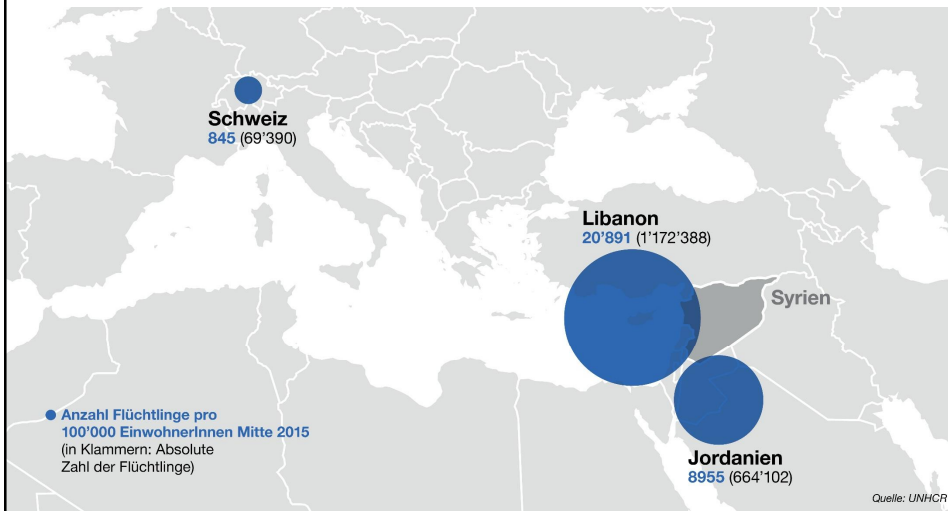 Schweiz
845 (69'390)
Libanon
20'891 (1'172'388)
Syrien
Anzahl Flüchtlinge pro
100'000 EinwohnerInnen Mitte 2015
(in Klammern: Absolute
Zahl der Flüchtlinge)
Jordanien
8955 (664'102)
Quelle: UNHCR